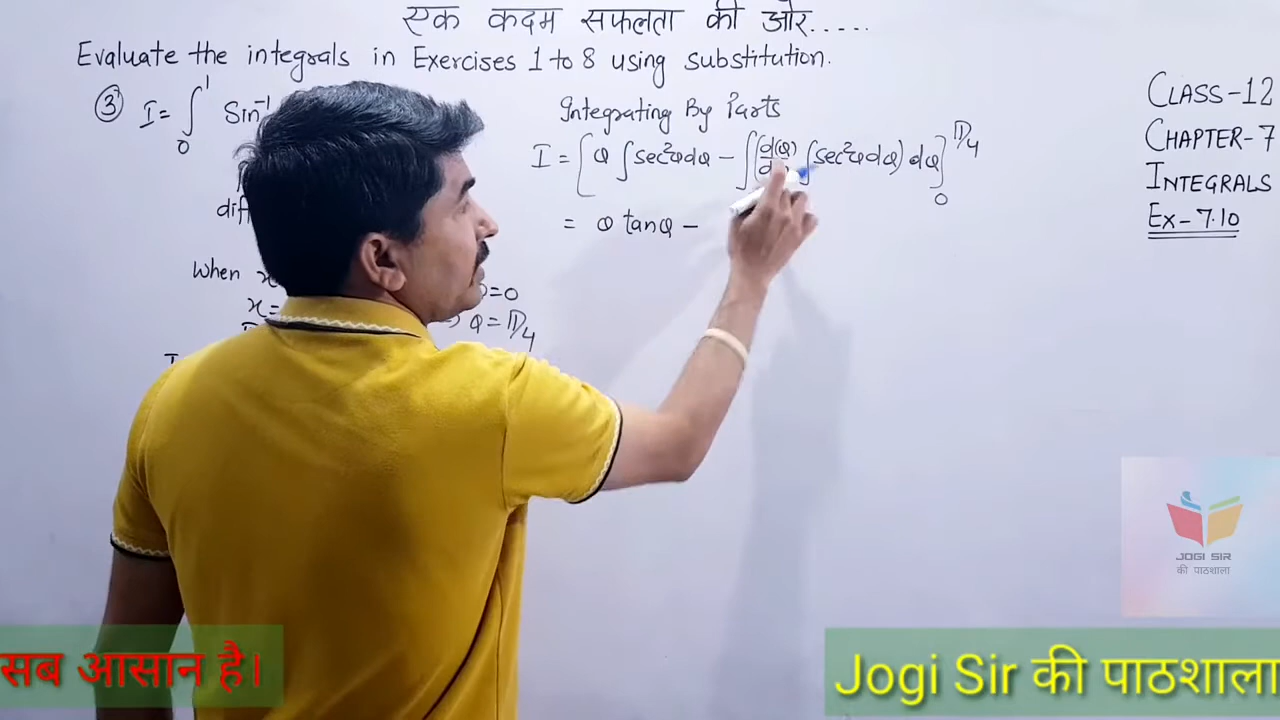 एक कदम सफलता की ओर.....
Evaluate the integrals in Exercises 1 to 8 using substitution.
③ I = ∫₀¹ Sin⁻¹
When x
x=
θ=0
⇒ θ = π/4
Integrating By Parts
I = [θ ∫sec²θdθ − ∫(d(θ)/dθ ∫sec²θdθ) dθ]₀^π/4
= θ tanθ −
CLASS-12
CHAPTER-7
INTEGRALS
Ex-7.10
JOGI SIR
की पाठशाला
सब आसान है।
Jogi Sir की पाठशाला